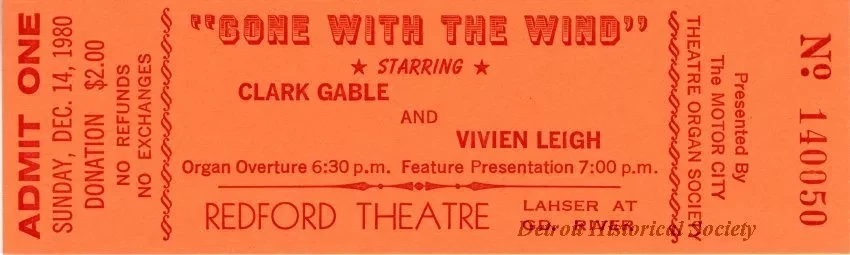 ADMIT ONE
SUNDAY, DEC. 14, 1980
DONATION $2.00
NO REFUNDS
NO EXCHANGES
"GONE WITH THE WIND"
★ STARRING ★
CLARK GABLE
AND
VIVIEN LEIGH
Organ Overture 6:30 p.m. Feature Presentation 7:00 p.m.
REDFORD THEATRE
LAHSER AT
GD. RIVER
Detroit Historical Society
Presented By
The MOTOR CITY
THEATRE ORGAN SOCIETY
Nº 140050